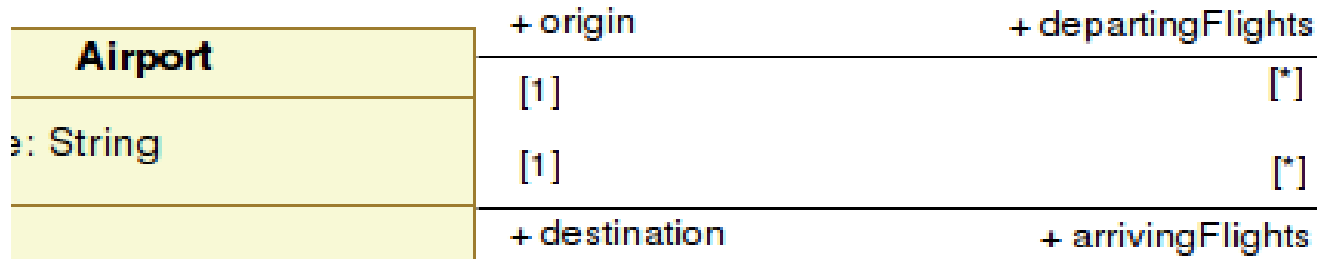 + origin
+ departingFlights
Airport
[1]
[*]
e: String
[1]
[*]
+ destination
+ arrivingFlights